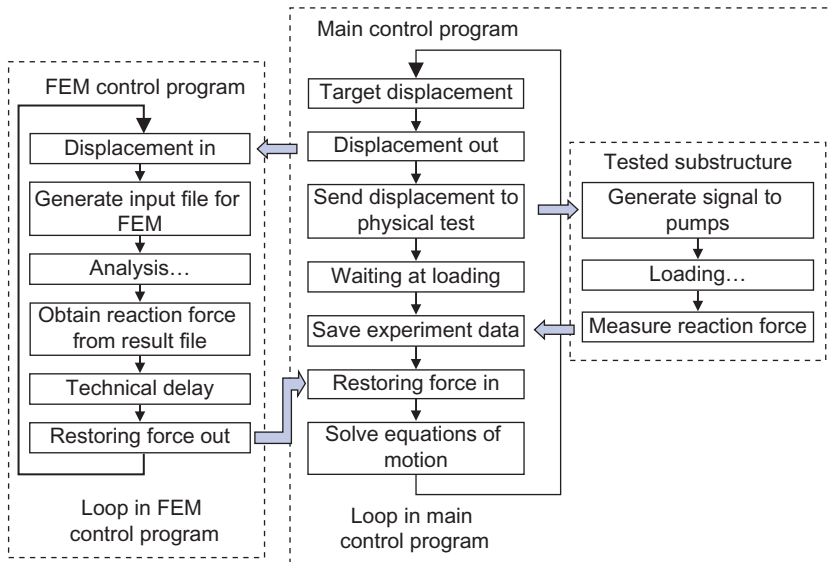 FEM control program
Displacement in
Generate input file for
FEM
Analysis…
Obtain reaction force
from result file
Technical delay
Restoring force out
Loop in FEM
control program
Main control program
Target displacement
Displacement out
Send displacement to
physical test
Waiting at loading
Save experiment data
Restoring force in
Solve equations of
motion
Loop in main
control program
Tested substructure
Generate signal to
pumps
Loading…
Measure reaction force